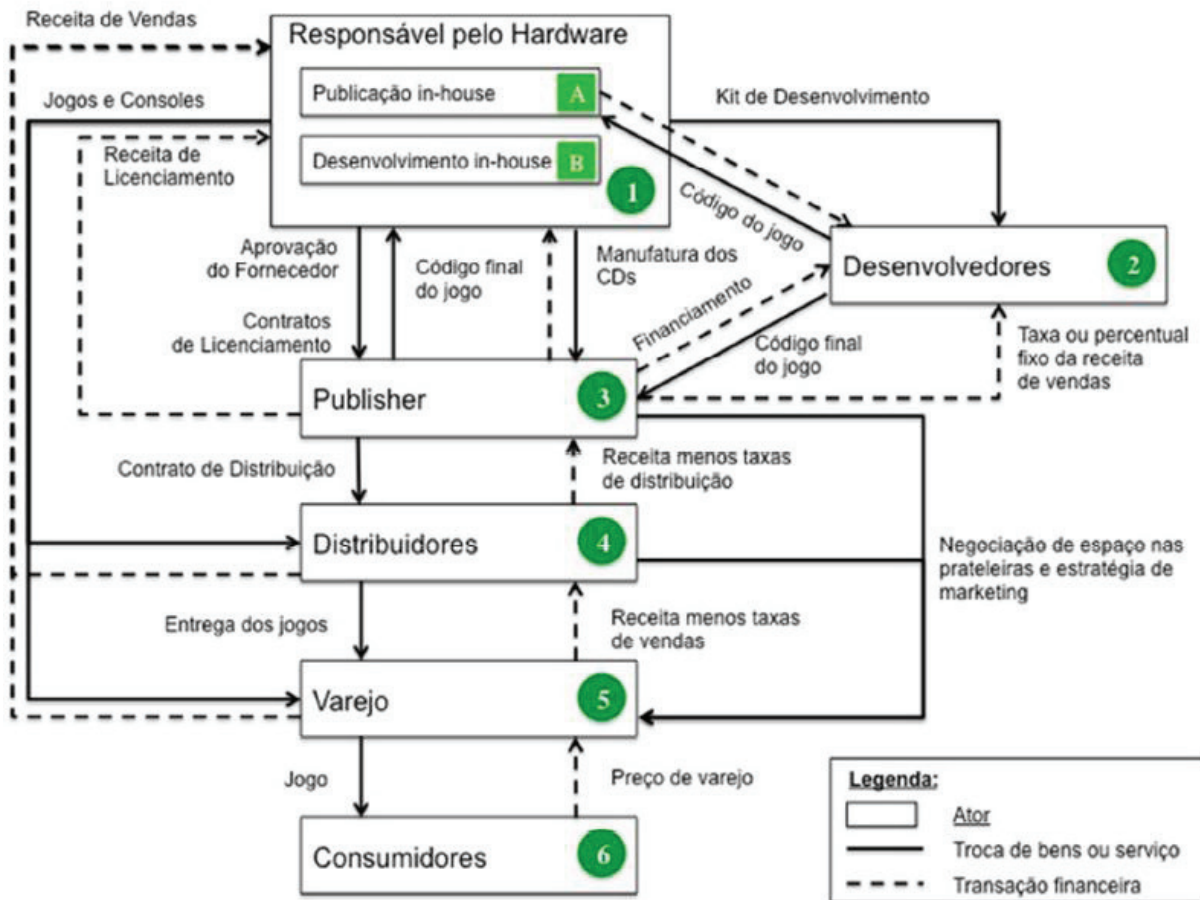 Receita de Vendas
Responsável pelo Hardware
Publicação in-house A
Desenvolvimento in-house B
1
Jogos e Consoles
Receita de
Licenciamento
Kit de Desenvolvimento
Código do jogo
Desenvolvedores 2
Aprovação
do Fornecedor
Contratos
de Licenciamento
Código final
do jogo
Manufatura dos
CDs
Financiamento
Código final
do jogo
Taxa ou percentual
fixo da receita
de vendas
Publisher 3
Contrato de Distribuição
Receita menos taxas
de distribuição
Distribuidores 4
Negociação de espaço nas
prateleiras e estratégia de
marketing
Entrega dos jogos
Receita menos taxas
de vendas
Varejo 5
Jogo
Preço de varejo
Consumidores 6
Legenda:
Ator
Troca de bens ou serviço
Transação financeira